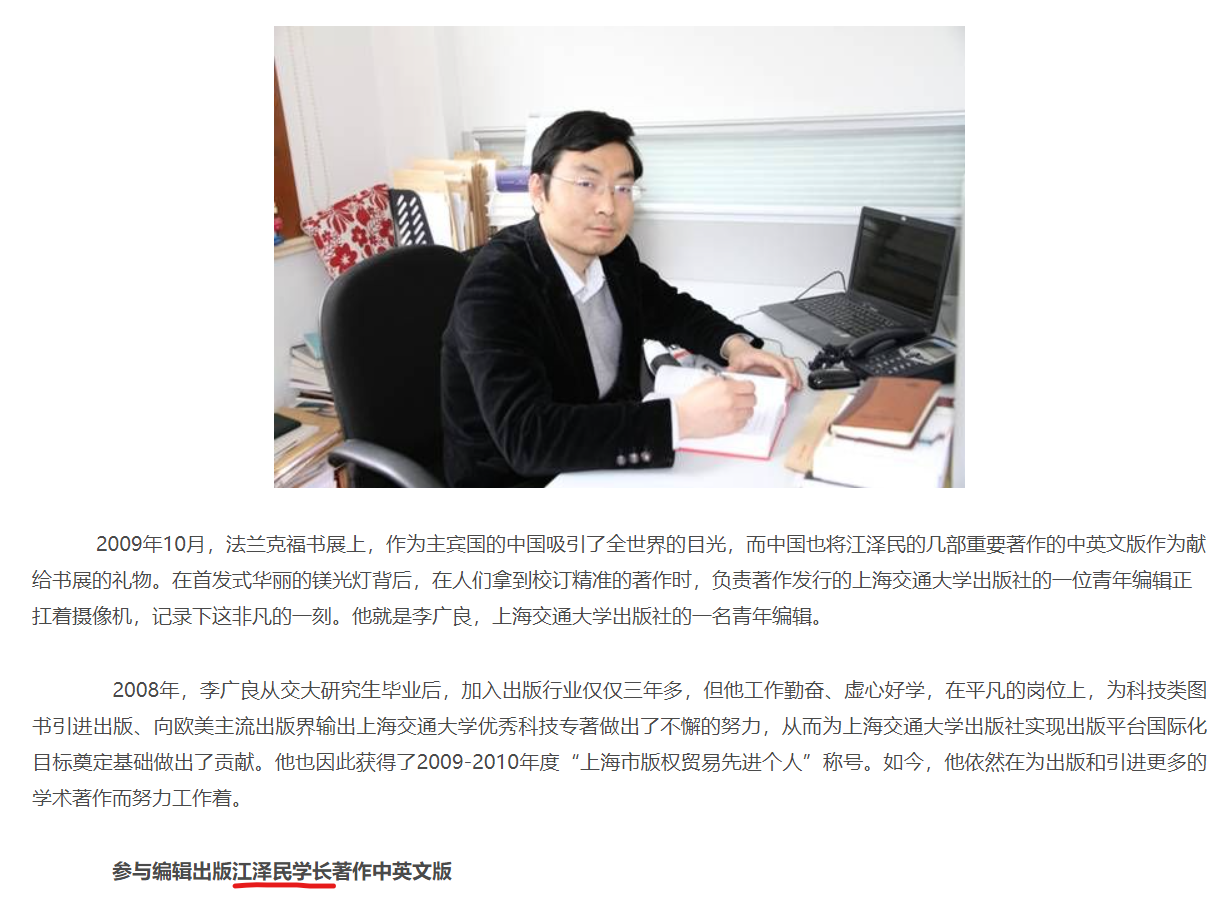 2009年10月，法兰克福书展上，作为主宾国的中国吸引了全世界的目光，而中国也将江泽民的几部重要著作的中英文版作为献
给书展的礼物。在首发式华丽的镁光灯背后，在人们拿到校订精准的著作时，负责著作发行的上海交通大学出版社的一位青年编辑正
扛着摄像机，记录下这非凡的一刻。他就是李广良，上海交通大学出版社的一名青年编辑。
2008年，李广良从交大研究生毕业后，加入出版行业仅仅三年多，但他工作勤奋、虚心好学，在平凡的岗位上，为科技类图
书引进出版、向欧美主流出版界输出上海交通大学优秀科技专著做出了不懈的努力，从而为上海交通大学出版社实现出版平台国际化
目标奠定基础做出了贡献。他也因此获得了2009-2010年度“上海市版权贸易先进个人”称号。如今，他依然在为出版和引进更多的
学术著作而努力工作着。
参与编辑出版江泽民学长著作中英文版